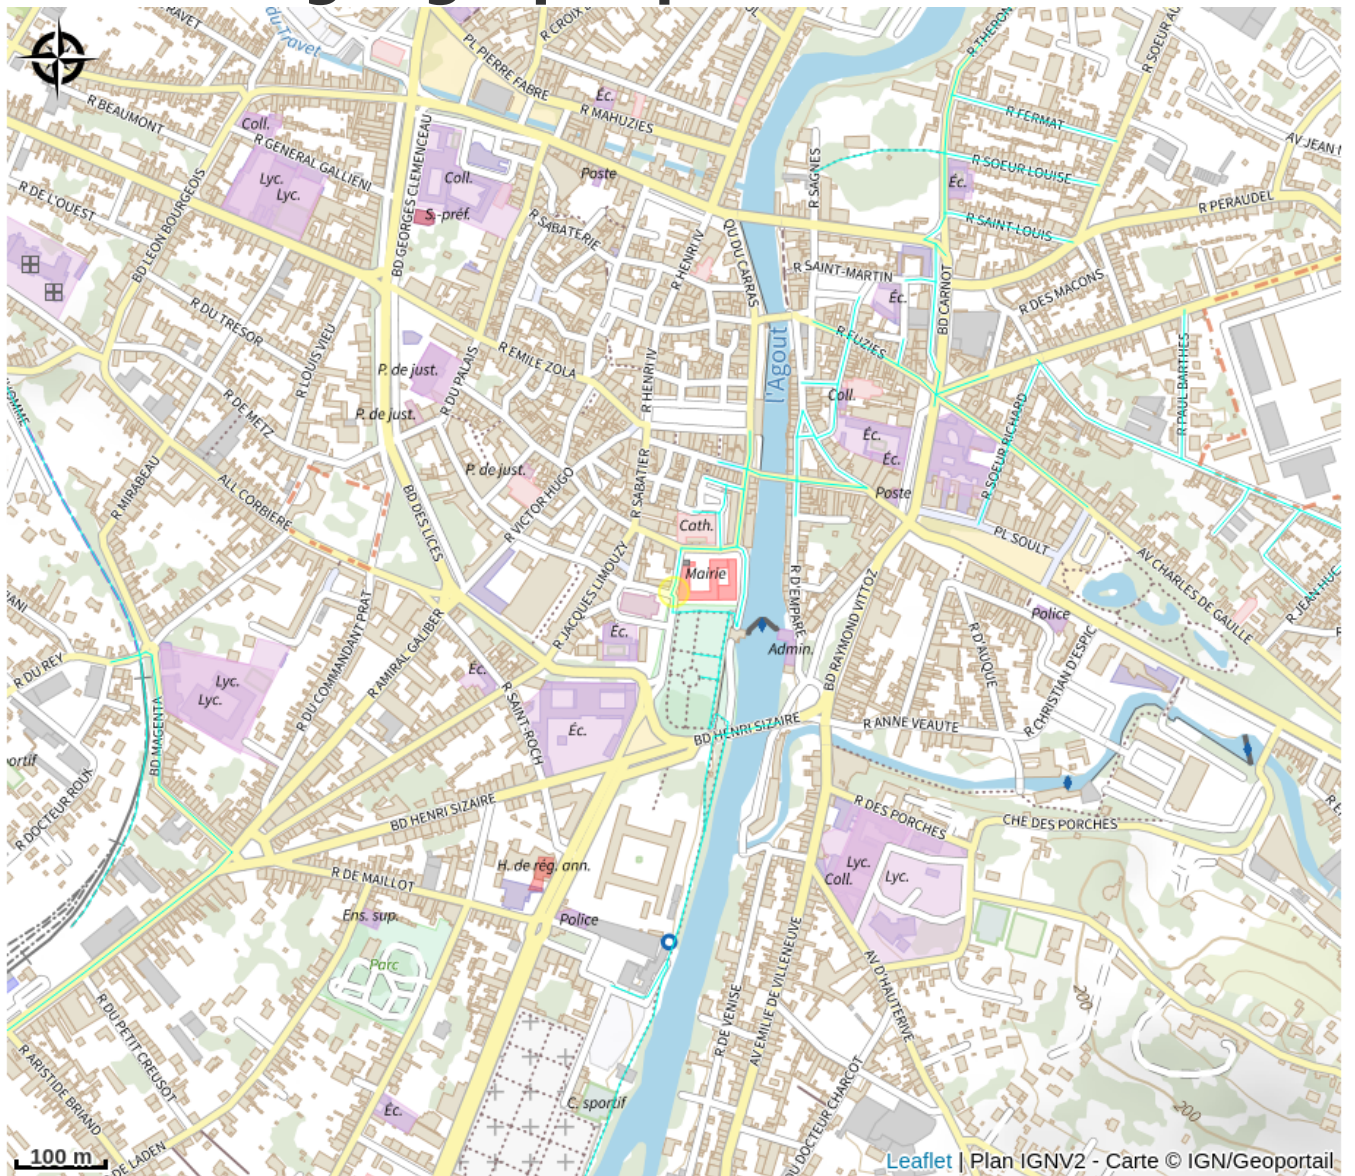 du Travet
R BEAUMONT
Coll.
R GENERAL GALLIENI
Lyc.
Lyc.
R DE L'OUEST
BD LEON BOURGEOIS
BD GEORGES CLEMENCEAU
PL PIERRE FABRE
Éc.
R MAHUZIES
Poste
Coll.
S.-préf.
R SABATERIE
R HENRI IV
QU DU CARRAS
R SAGNES
R FERMAT
R SOEUR LOUISE
Éc.
R SAINT-LOUIS
R PERAUDEL
R SAINT-MARTIN
Éc.
BD CARNOT
R DES MACONS
R DU TRESOR
R LOUIS VIEU
R DE METZ
P. de just.
P. de just.
R DU PALAIS
R EMILE ZOLA
R HENRI IV
l'Agout
R FUZIES
Coll.
Éc.
Éc.
Poste
R SOEUR RICHARD
R PAUL BARTHES
R MIRABEAU
ALL CORBIERE
BD DES LICES
P. de just.
R VICTOR HUGO
R SABATIER
Cath.
Mairie
R JACQUES LIMOUZY
Éc.
R D'EMPARE
Admin.
BD RAYMOND VITTOZ
PL SOULT
AV CHARLES DE GAULLE
Police
R D'AUQUE
R CHRISTIAN D'ESPIC
R DU REY
Lyc.
Lyc.
BD MAGENTA
R DU COMMANDANT PRAT
R AMIRAL GALIBER
Éc.
R SAINT-ROCH
Éc.
BD HENRI SIZAIRE
R ANNE VEAUTE
R DOCTEUR ROUX
BD HENRI SIZAIRE
R DES PORCHES
CHE DES PORCHES
R DE MAILLOT
H. de rég. ann.
Ens. sup.
Police
Parc
Lyc.
Coll.
Lyc.
R DU PETIT CREUSOT
R ARISTIDE BRIAND
R DE VENISE
AV EMILE DE VILLENEUVE
AV D'HAUTERIVE
200
200
C. sportif
Éc.
DE LADEN
100 m
Leaflet | Plan IGNV2 - Carte © IGN/Geoportail